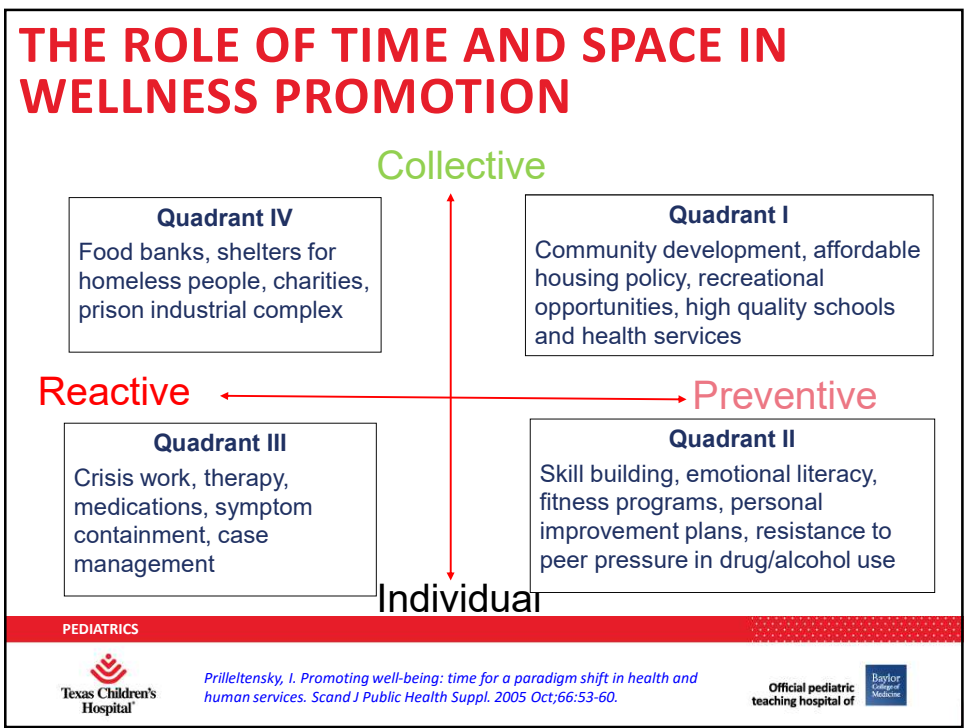 THE ROLE OF TIME AND SPACE IN
WELLNESS PROMOTION
Collective
Quadrant IV
Food banks, shelters for
homeless people, charities,
prison industrial complex
Quadrant I
Community development, affordable
housing policy, recreational
opportunities, high quality schools
and health services
Reactive
Preventive
Quadrant III
Crisis work, therapy,
medications, symptom
containment, case
management
Quadrant II
Skill building, emotional literacy,
fitness programs, personal
improvement plans, resistance to
peer pressure in drug/alcohol use
Individual
PEDIATRICS
Texas Children's
Hospital®
Prilleltensky, I. Promoting well-being: time for a paradigm shift in health and
human services. Scand J Public Health Suppl. 2005 Oct;66:53-60.
Official pediatric
teaching hospital of
Baylor
College of
Medicine